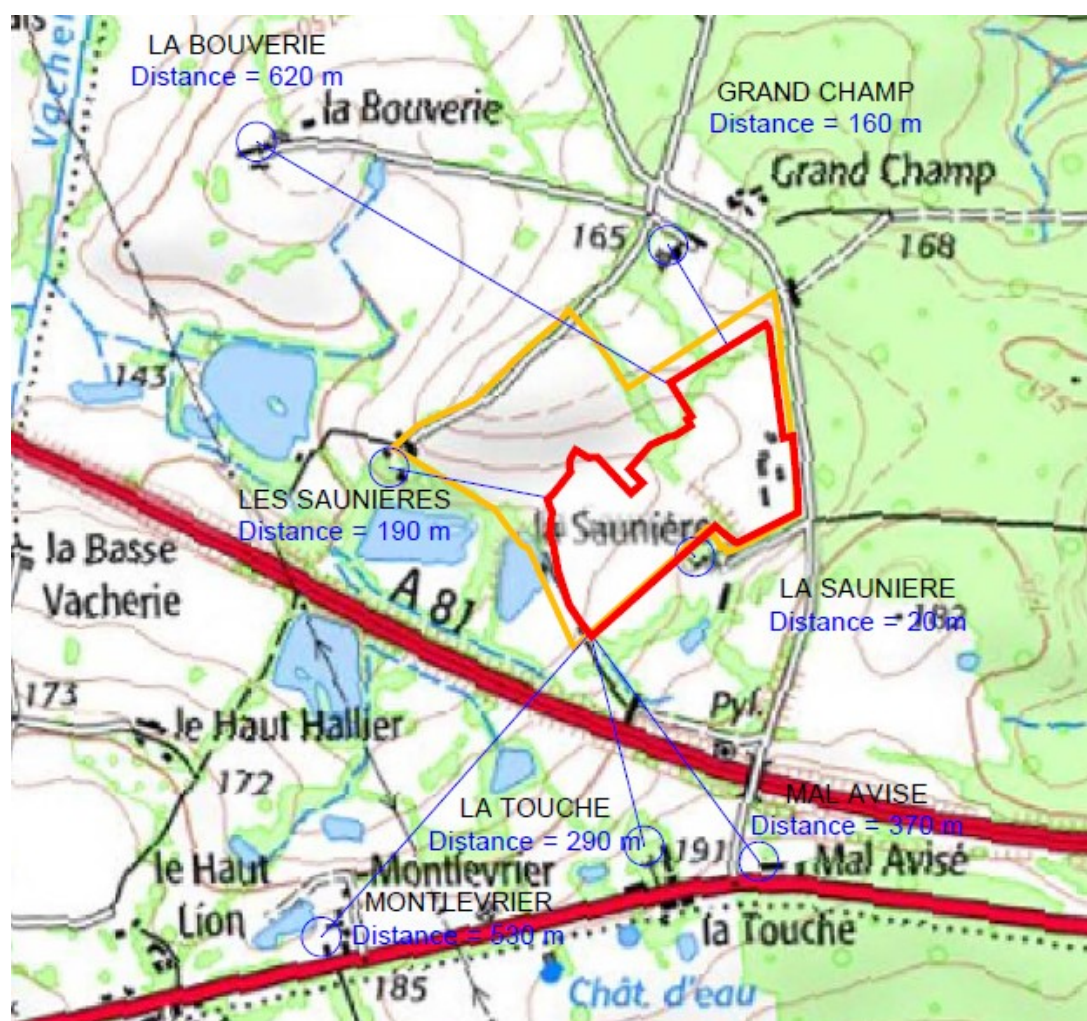 LA BOUVERIE
Distance = 620 m
Vacher
la Bouverie
GRAND CHAMP
Distance = 160 m
Grand Champ
165
168
143
LES SAUNIERES
Distance = 190 m
la Sauniére
la Basse
Vacherie
A 81
LA SAUNIERE
Distance = 20 m
182
173
le Haut Hallier
172
Pyl.
LA TOUCHE
Distance = 290 m
MAL AVISE
Distance = 370 m
191
Mal Avisé
le Haut
Lion
Montlevrier
MONTLEVRIER
Distance = 530 m
la Touche
185
Chât. d'eau